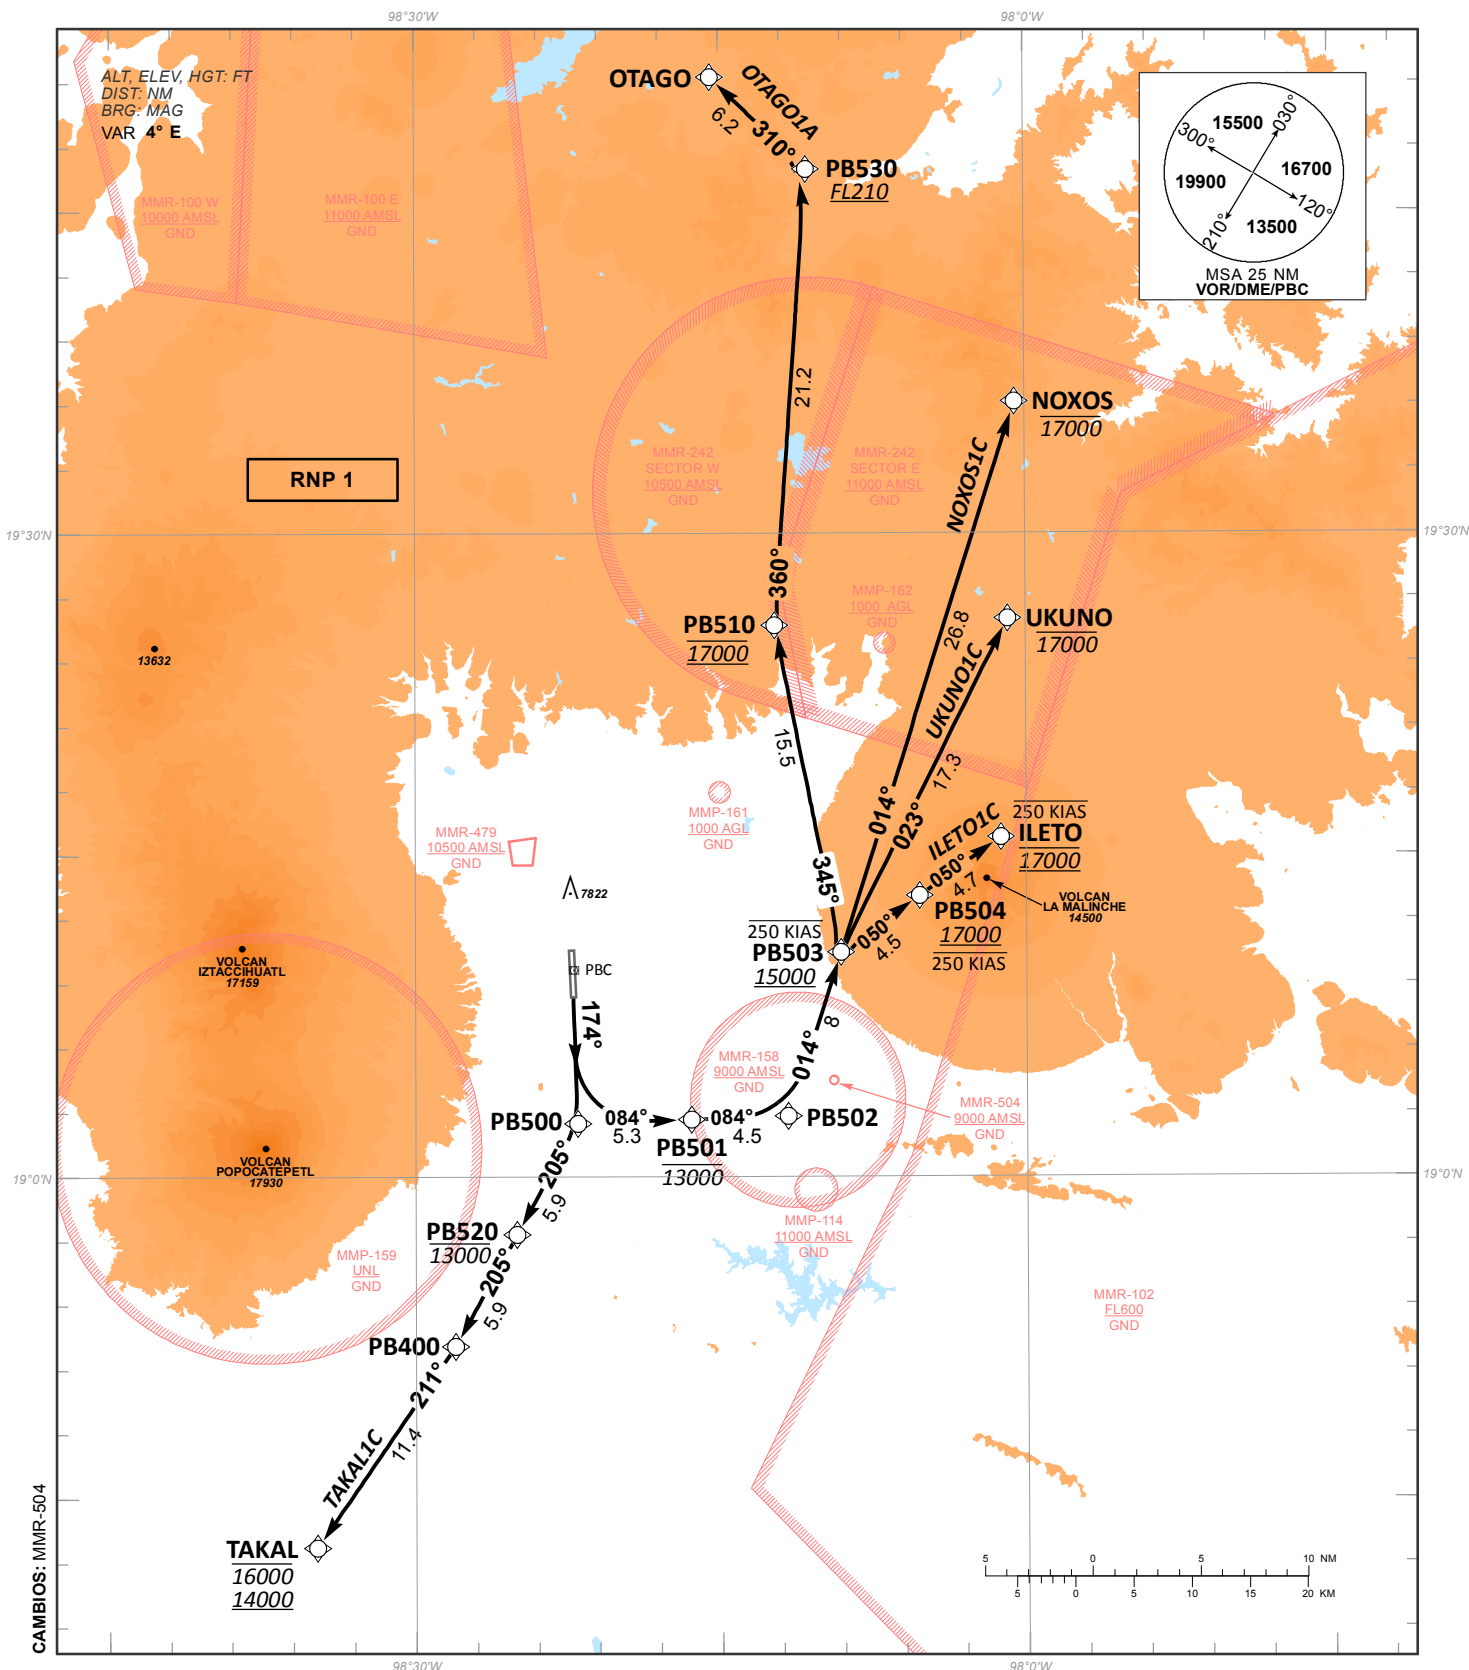 98°30'W
98°0'W
ALT, ELEV, HGT: FT
DIST: NM
BRG: MAG
VAR 4° E
OTAGO
OTAGO1A
6.2
310°
PB530
FL210
15500
030°
300°
16700
19900
120°
210°
13500
MSA 25 NM
VOR/DME/PBC
MMR-100 W
10000 AMSL
GND
MMR-100 E
11000 AMSL
GND
21.2
NOXOS
17000
NOXOS1C
RNP 1
MMR-242
SECTOR W
10500 AMSL
GND
MMR-242
SECTOR E
11000 AMSL
GND
19°30'N
19°30'N
360°
MMP-162
1000 AGL
GND
PB510
17000
26.8
UKUNO
17000
13632
UKUNO1C
15.5
17.3
MMP-161
1000 AGL
GND
014°
023°
MMR-479
10500 AMSL
GND
250 KIAS
ILETO
17000
ILETO1C
050°
4.7
345°
7822
VOLCAN
LA MALINCHE
14500
PB504
17000
250 KIAS
050°
4.5
250 KIAS
PB503
15000
VOLCAN
IZTACCIHUATL
17159
PBC
174°
8
014°
MMR-158
9000 AMSL
GND
MMR-504
9000 AMSL
GND
PB500
084°
5.3
PB501
13000
084°
4.5
PB502
VOLCAN
POPOCATEPETL
17930
19°0'N
19°0'N
205°
5.9
PB520
13000
MMP-114
11000 AMSL
GND
MMP-159
UNL
GND
205°
5.9
MMR-102
FL600
GND
PB400
211°
11.4
TAKAL1C
TAKAL
16000
14000
CAMBIOS: MMR-504
5 0 5 10 NM
5 0 5 10 15 20 KM
98°30'W
98°0'W